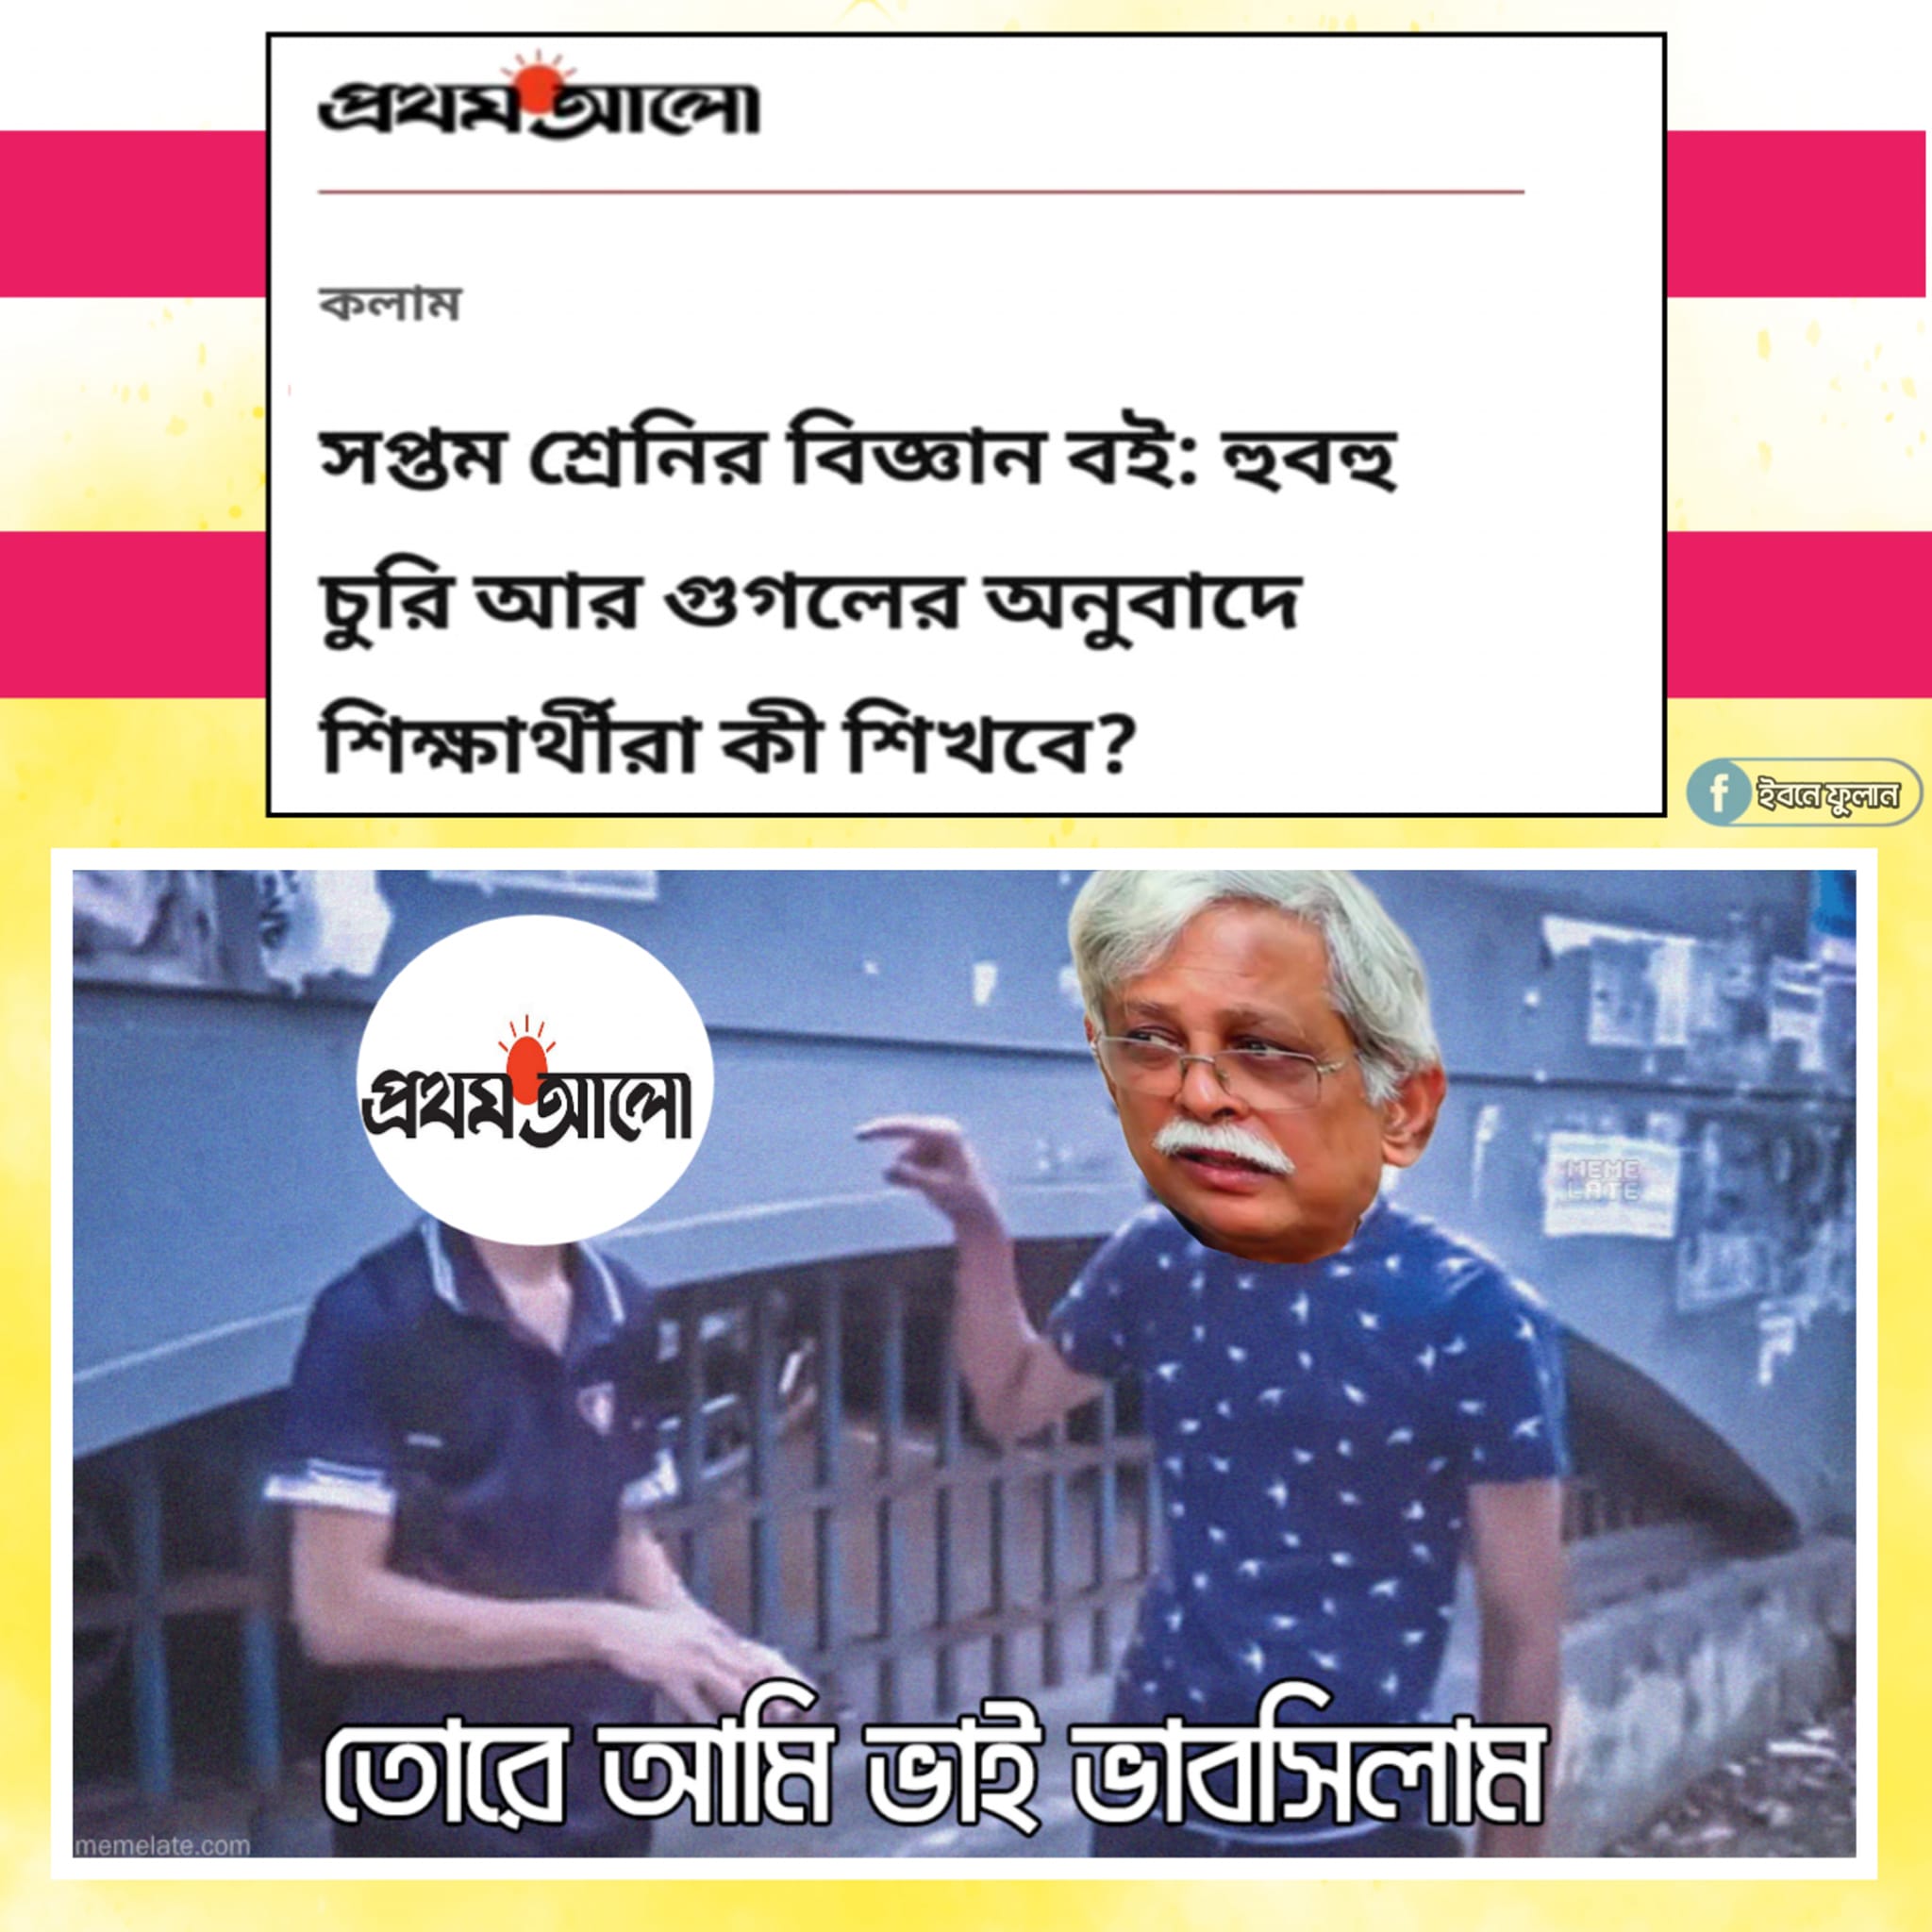 প্রথম আলো
কলাম
সপ্তম শ্রেনির বিজ্ঞান বই: হুবহু
চুরি আর গুগলের অনুবাদে
শিক্ষার্থীরা কী শিখবে?
f ইবনে ফুলান
প্রথম আলো
MEME
LATE
তোরে আমি ভাই ভাবসিলাম
memelate.com